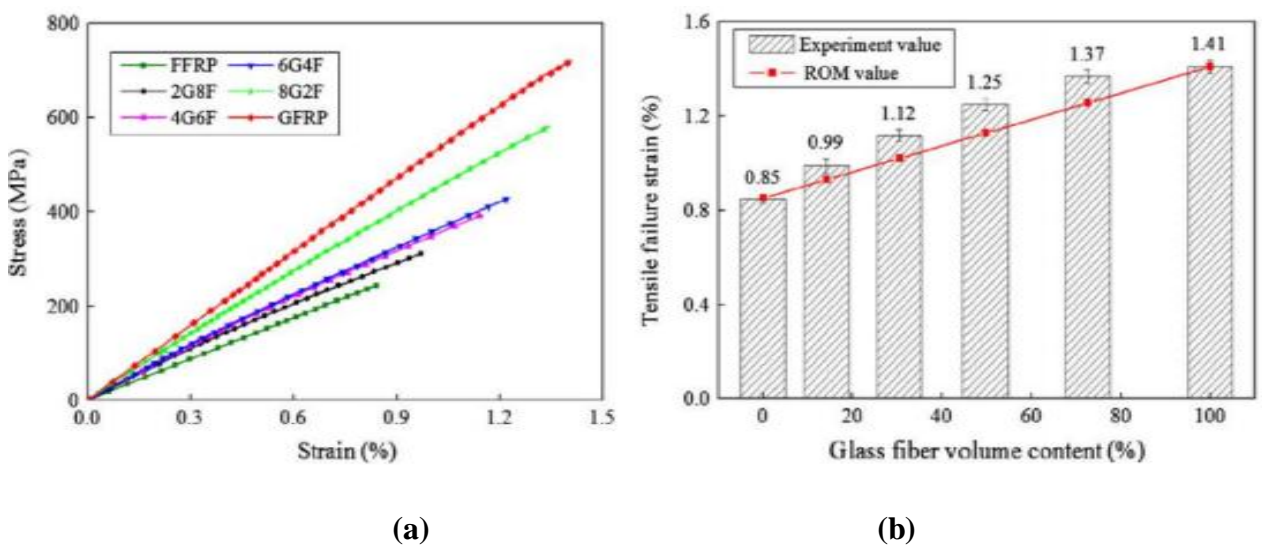 800
600
400
200
0
Stress (MPa)
FFRP 6G4F
2G8F 8G2F
4G6F GFRP
0.0 0.3 0.6 0.9 1.2 1.5
Strain (%)
(a)
1.6
1.2
0.8
0.4
0.0
Tensile failure strain (%)
Experiment value
ROM value
0.85
0.99
1.12
1.25
1.37
1.41
0 20 40 60 80 100
Glass fiber volume content (%)
(b)